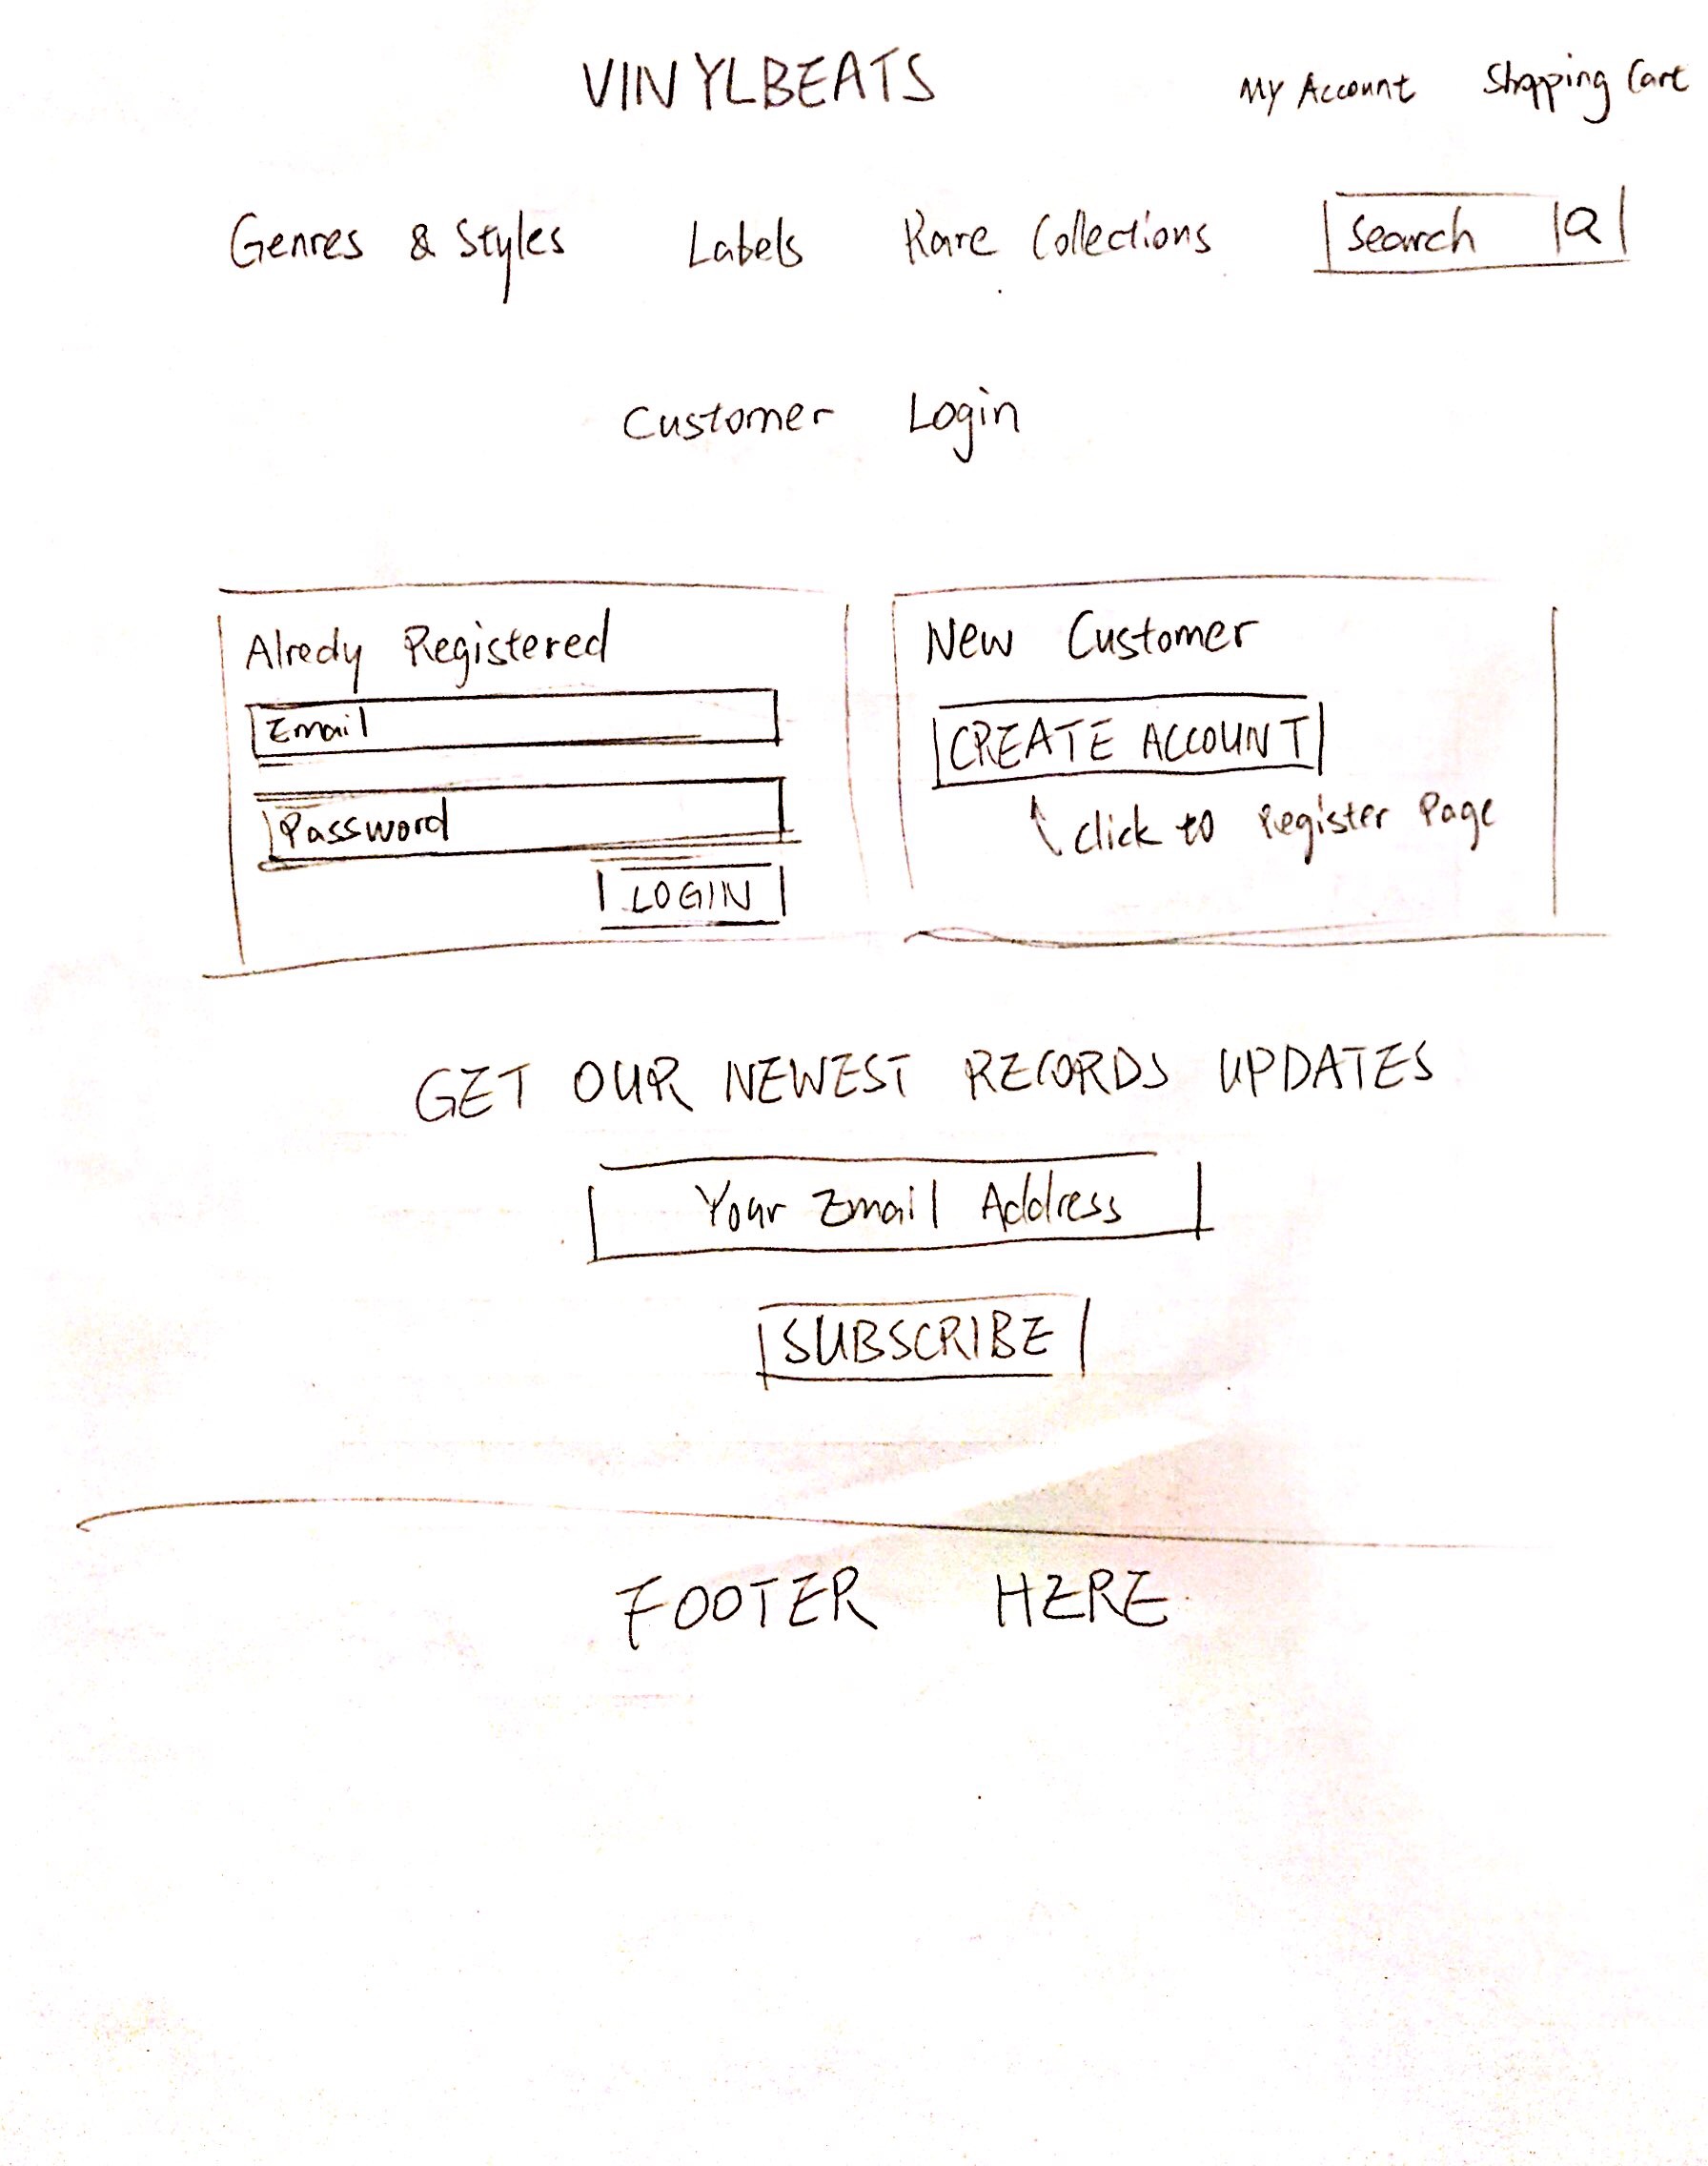 VINYLBEATS
My Account Shopping Cart
Genres & Styles Labels Rare Collections Search
Customer Login
Alredy Registered
Email
Password
LOGIN
New Customer
CREATE ACCOUNT
click to Register Page
GET OUR NEWEST RECORDS UPDATES
Your Email Address
SUBSCRIBE
FOOTER HERE